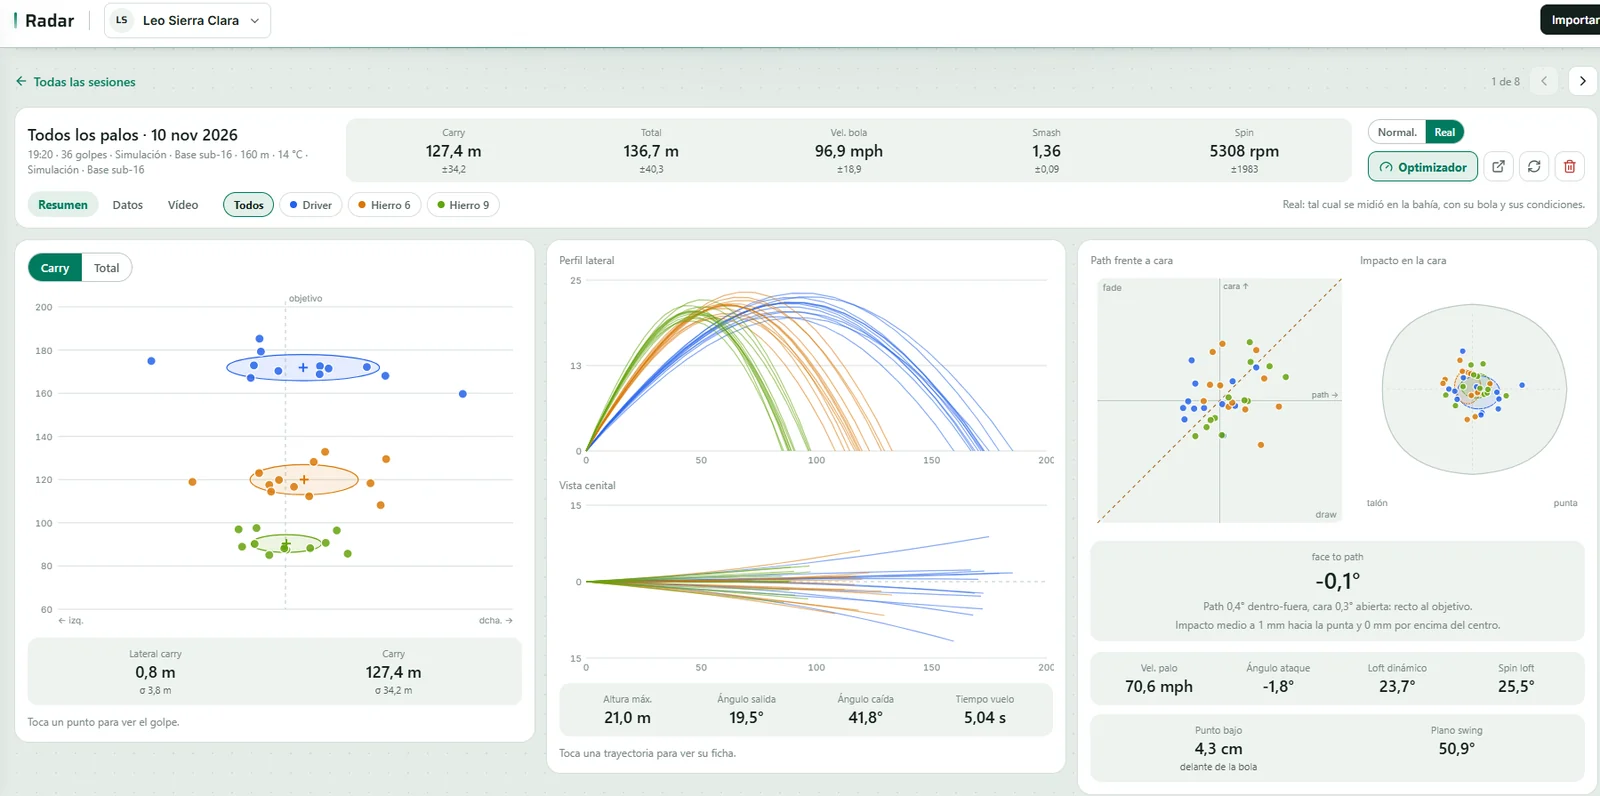 Radar
LS Leo Sierra Clara
Importar
← Todas las sesiones
1 de 8
Todos los palos · 10 nov 2026
19:20 · 36 golpes · Simulación · Base sub-16 · 160 m · 14 °C ·
Simulación · Base sub-16
Carry Total Vel. bola Smash Spin
127,4 m 136,7 m 96,9 mph 1,36 5308 rpm
±34,2 ±40,3 ±18,9 ±0,09 ±1983
Normal. Real
Optimizador
Resumen Datos Vídeo Todos Driver Hierro 6 Hierro 9
Real: tal cual se midió en la bahía, con su bola y sus condiciones.
Carry Total
objetivo
200
180
160
140
120
100
80
60
← izq. dcha. →
Lateral carry Carry
0,8 m 127,4 m
σ 3,8 m σ 34,2 m
Toca un punto para ver el golpe.
Perfil lateral
25
13
0
0 50 100 150 200
Vista cenital
15
0
15
0 50 100 150 200
Altura máx. Ángulo salida Ángulo caída Tiempo vuelo
21,0 m 19,5° 41,8° 5,04 s
Toca una trayectoria para ver su ficha.
Path frente a cara
fade
cara ↑
path →
draw
Impacto en la cara
talón punta
face to path
-0,1°
Path 0,4° dentro-fuera, cara 0,3° abierta: recto al objetivo.
Impacto medio a 1 mm hacia la punta y 0 mm por encima del centro.
Vel. palo Ángulo ataque Loft dinámico Spin loft
70,6 mph -1,8° 23,7° 25,5°
Punto bajo Plano swing
4,3 cm 50,9°
delante de la bola